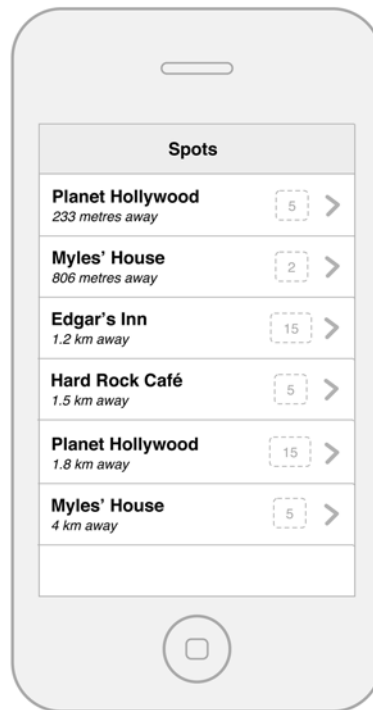 Spots
Planet Hollywood
233 metres away
5
Myles’ House
806 metres away
2
Edgar’s Inn
1.2 km away
15
Hard Rock Café
1.5 km away
5
Planet Hollywood
1.8 km away
15
Myles’ House
4 km away
5